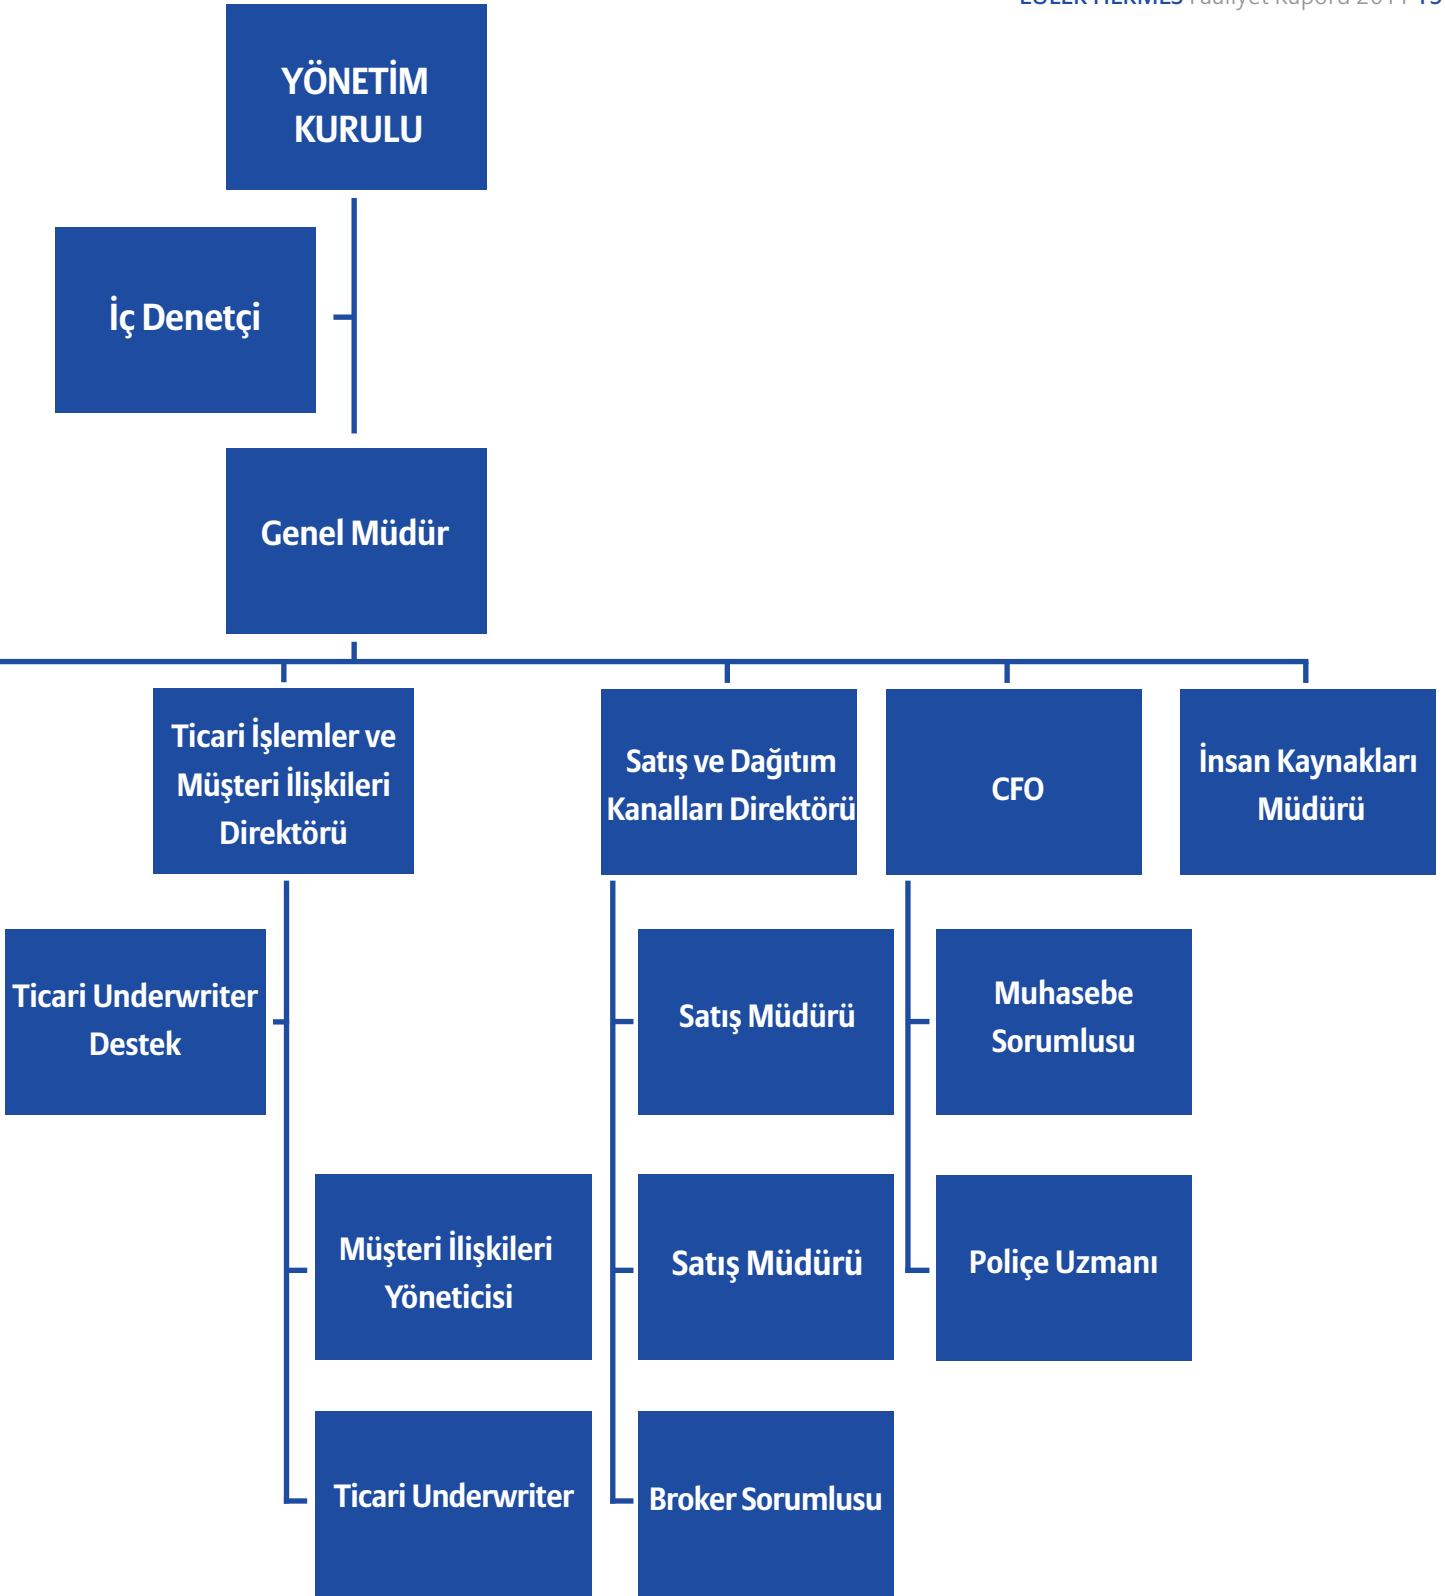 YÖNETİM
KURULU
İç Denetçi
Genel Müdür
Ticari İşlemler ve
Müşteri İlişkileri
Direktörü
Satış ve Dağıtım
Kanalları Direktörü
CFO
İnsan Kaynakları
Müdürü
Ticari Underwriter
Destek
Satış Müdürü
Muhasebe
Sorumlusu
Müşteri İlişkileri
Yöneticisi
Satış Müdürü
Poliçe Uzmanı
Ticari Underwriter
Broker Sorumlusu